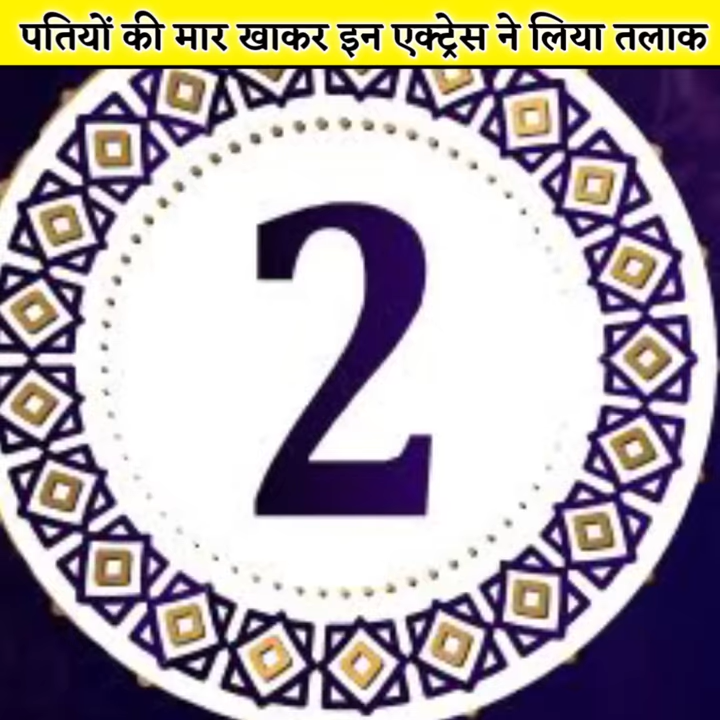 पतियों की मार खाकर इन एक्ट्रेस ने लिया तलाक
2